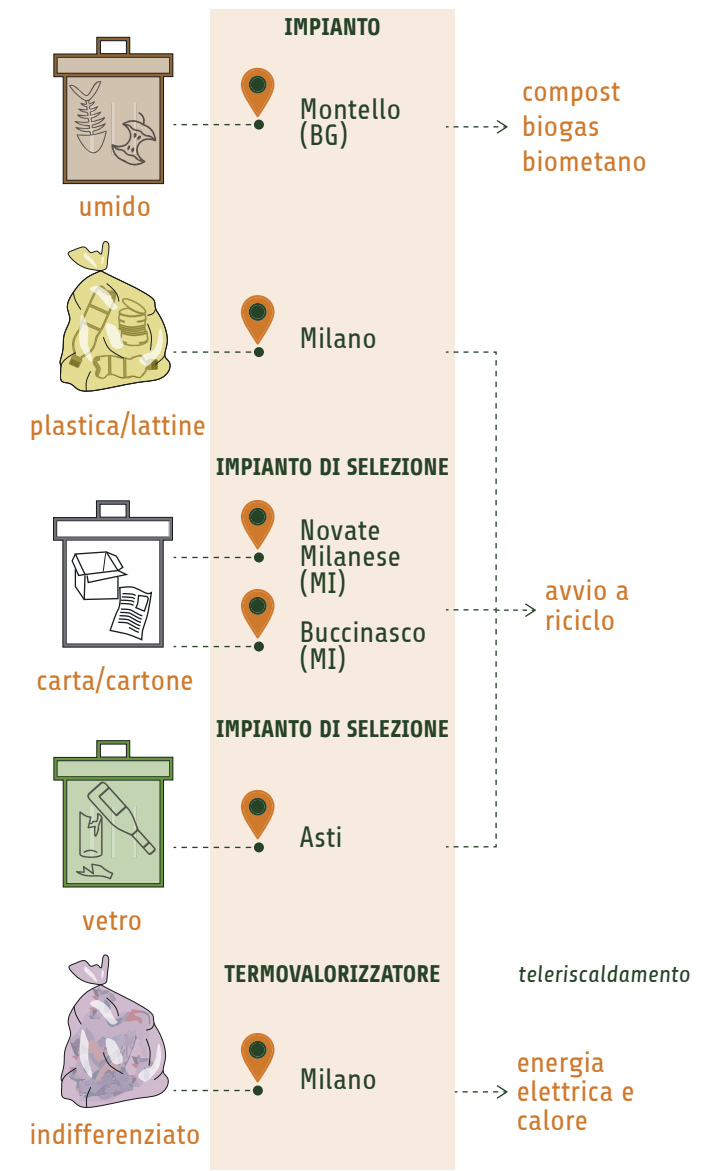 IMPIANTO
Montello
(BG)
compost
biogas
biometano
umido
Milano
plastica/lattine
IMPIANTO DI SELEZIONE
Novate
Milanese
(MI)
Buccinasco
(MI)
avvio a
riciclo
carta/cartone
IMPIANTO DI SELEZIONE
Asti
vetro
TERMOVALORIZZATORE
teleriscaldamento
Milano
energia
elettrica e
calore
indifferenziato